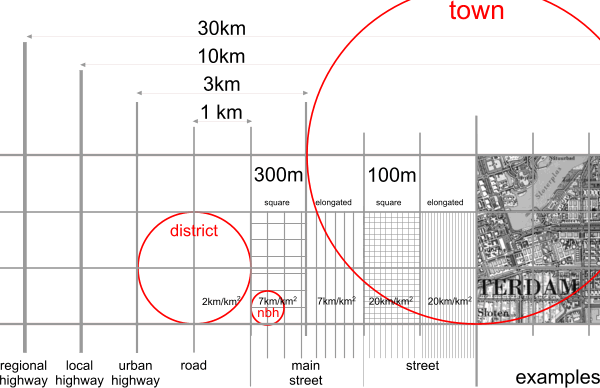 town
30km
10km
3km
1 km
300m
100m
square
elongated
square
elongated
district
2km/km²
7km/km²
7km/km²
20km/km²
20km/km²
nbh
TERDAM
Sloten
regional
highway
local
highway
urban
highway
road
main
street
street
examples